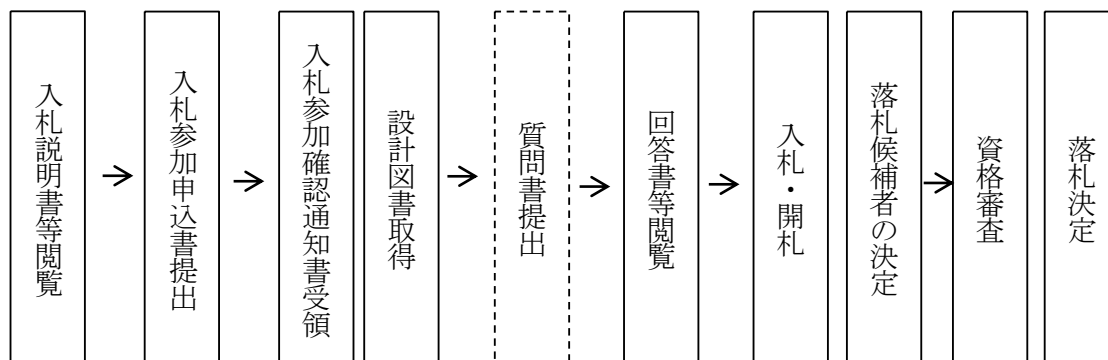 入札説明書等閲覧
入札参加申込書提出
入札参加確認通知書受領
設計図書取得
質問書提出
回答書等閲覧
入札・開札
落札候補者の決定
資格審査
落札決定